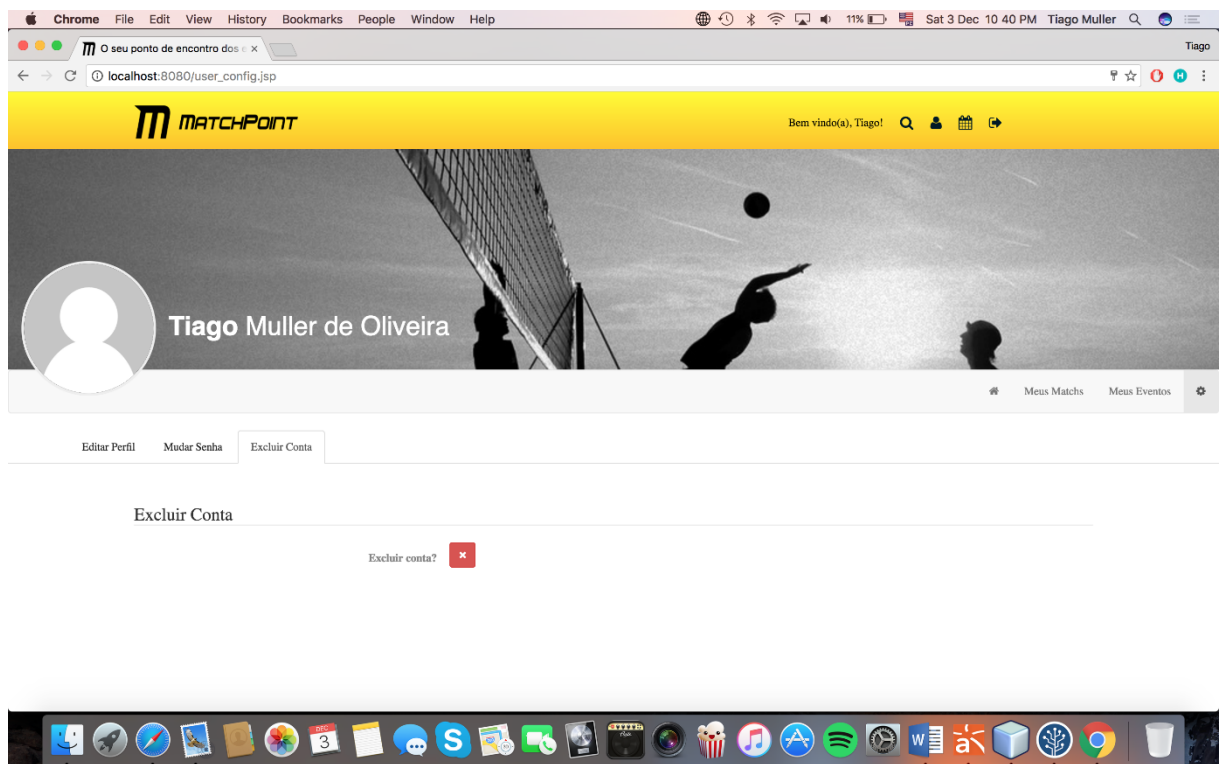 Chrome File Edit View History Bookmarks People Window Help 11% Sat 3 Dec 10 40 PM Tiago Muller
O seu ponto de encontro dos Tiago
localhost:8080/user_config.jsp
MATCHPOINT Bem vindo(a), Tiago!
Tiago Muller de Oliveira
Meus Matchs Meus Eventos
Editar Perfil Mudar Senha Excluir Conta
Excluir Conta
Excluir conta?
DEC
3